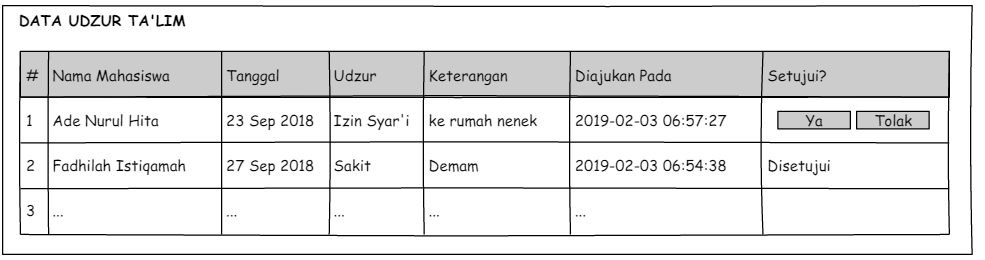 DATA UDZUR TA'LIM
# Nama Mahasiswa Tanggal Udzur Keterangan Diajukan Pada Setujui?
1 Ade Nurul Hita 23 Sep 2018 Izin Syar'i ke rumah nenek 2019-02-03 06:57:27 Ya Tolak
2 Fadhilah Istiqamah 27 Sep 2018 Sakit Demam 2019-02-03 06:54:38 Disetujui
3 ... ... ... ... ...